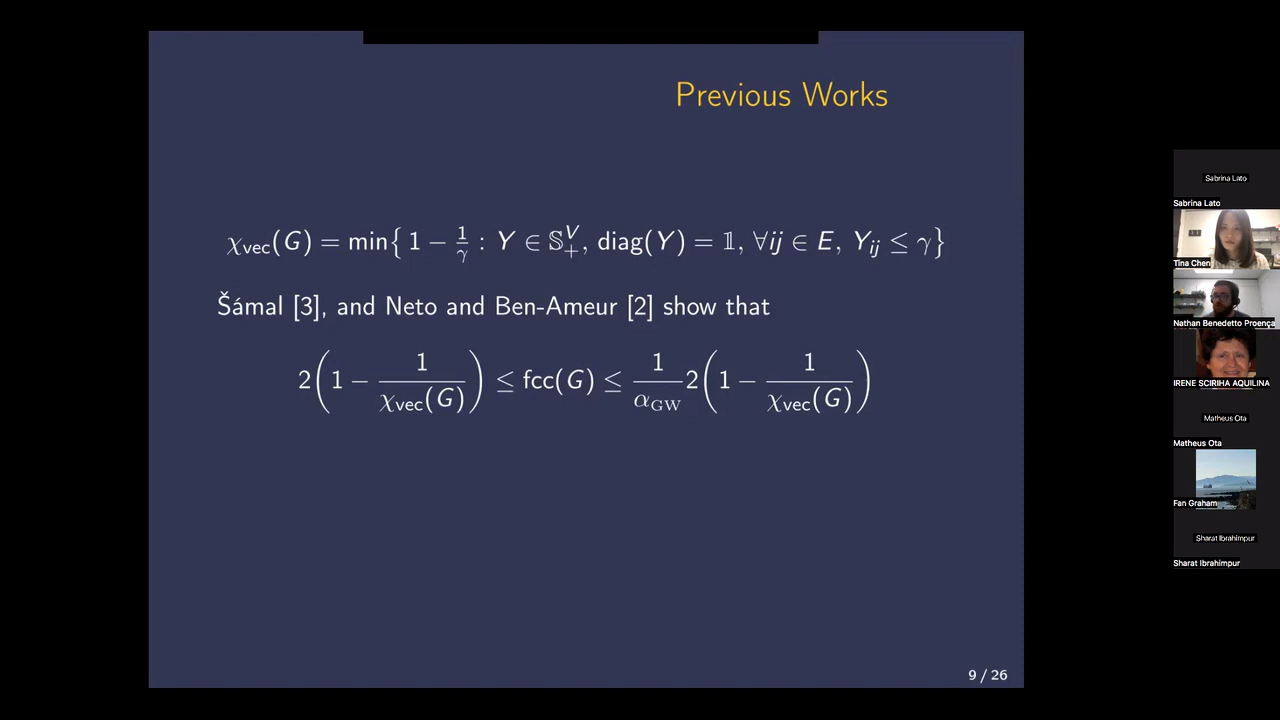 Previous Works
χvec(G) = min{ 1 − 1/γ : Y ∈ 𝕊₊ⱽ, diag(Y) = 𝟙, ∀ij ∈ E, Yij ≤ γ}
Šámal [3], and Neto and Ben-Ameur [2] show that
2(1 − 1/χvec(G)) ≤ fcc(G) ≤ 1/αGW 2(1 − 1/χvec(G))
9 / 26
Sabrina Lato
Sabrina Lato
Tina Chen
Nathan Benedetto Proença
IRENE SCIRIHA AQUILINA
Matheus Ota
Matheus Ota
Fan Graham
Sharat Ibrahimpur
Sharat Ibrahimpur